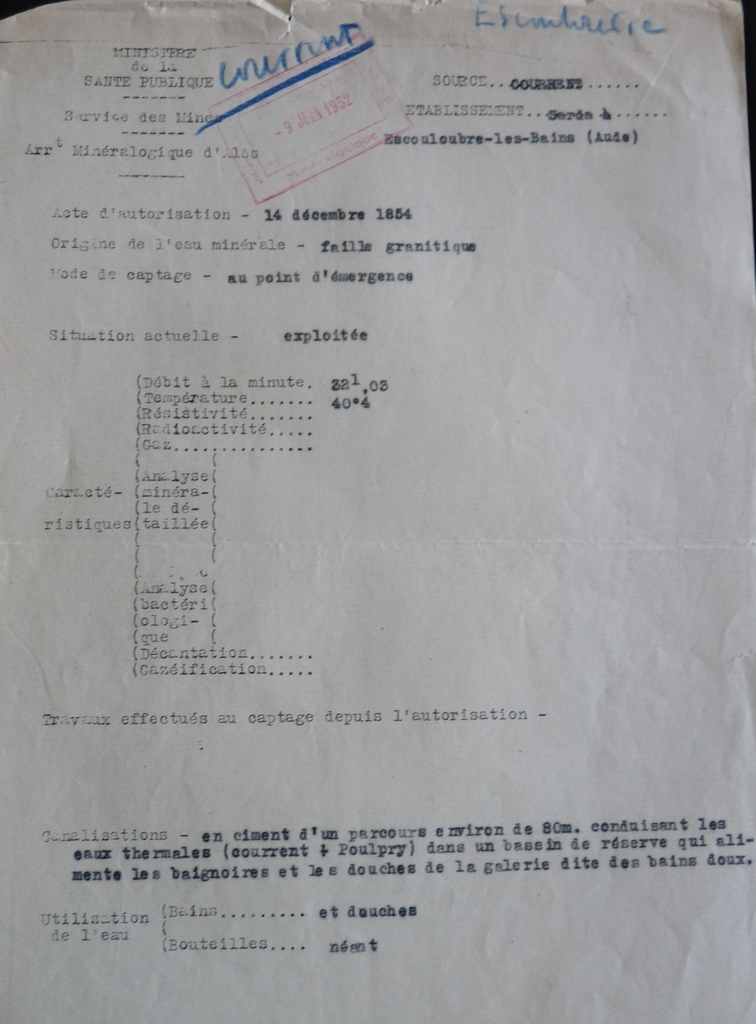 Courrent
MINISTERE
de la
SANTE PUBLIQUE
Service des Mines
Arrt Minéralogique d'Alès
- 9 JUIN 1952
SOURCE.. COURRENT......
ETABLISSEMENT.. Serda à......
Escouloubre-les-Bains (Aude)
Acte d'autorisation - 14 décembre 1854
Origine de l'eau minérale - faille granitique
Mode de captage - au point d'émergence
Situation actuelle - exploitée
(Débit à la minute. 32l,03
(Température....... 40°4
(Résistivité.......
(Radioactivité.....
(Gaz...............
( (
(Analyse(
Caracté- (minéra-(
(le dé- (
ristiques(taillée(
( (
( (
(
(Analyse(
(bactéri(
(ologi- (
(que (
(Décantation.......
(Gazéification.....
Travaux effectués au captage depuis l'autorisation -
Canalisations - en ciment d'un parcours environ de 80m. conduisant les
eaux thermales (courrent + Poulpry) dans un bassin de réserve qui ali-
mente les baignoires et les douches de la galerie dite des bains doux.
Utilisation (Bains......... et douches
de l'eau (
(Bouteilles.... néant